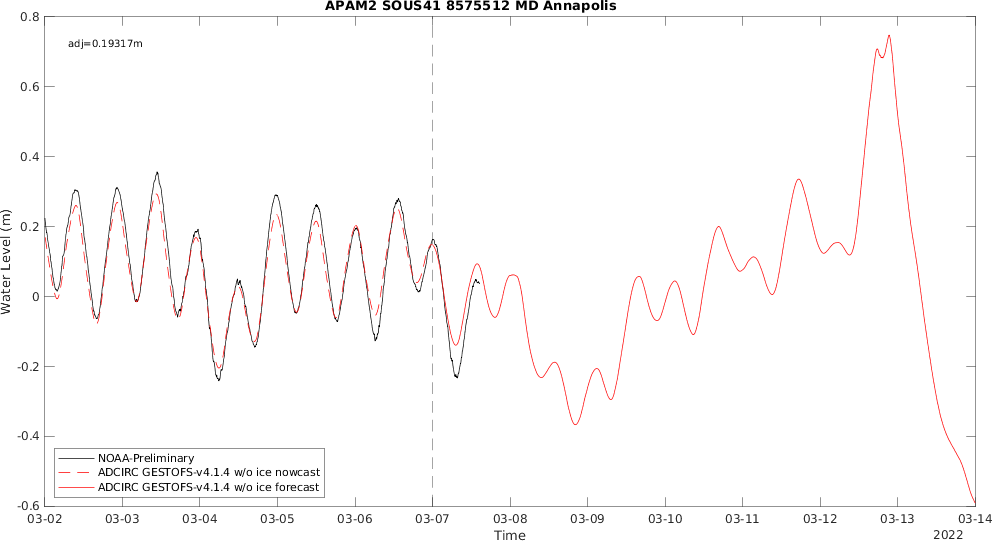 APAM2 SOUS41 8575512 MD Annapolis
adj=0.19317m
0.8
0.6
0.4
0.2
0
-0.2
-0.4
-0.6
Water Level (m)
NOAA-Preliminary
ADCIRC GESTOFS-v4.1.4 w/o ice nowcast
ADCIRC GESTOFS-v4.1.4 w/o ice forecast
03-02 03-03 03-04 03-05 03-06 03-07 03-08 03-09 03-10 03-11 03-12 03-13 03-14
Time
2022